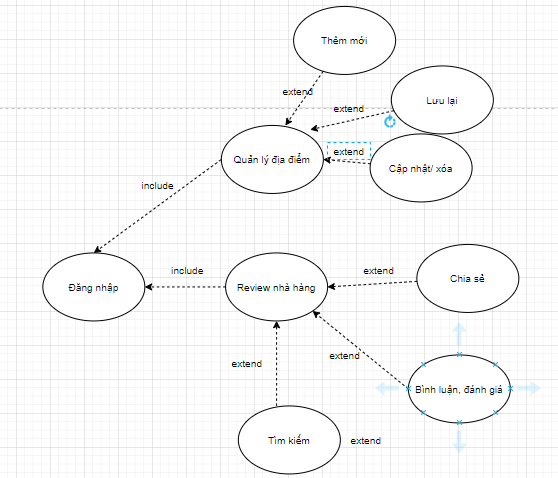 Thêm mới
extend
extend
Lưu lại
Quản lý địa điểm
extend
Cập nhật/ xóa
include
Đăng nhập
include
Review nhà hàng
extend
Chia sẻ
extend
extend
Bình luận, đánh giá
Tìm kiếm
extend